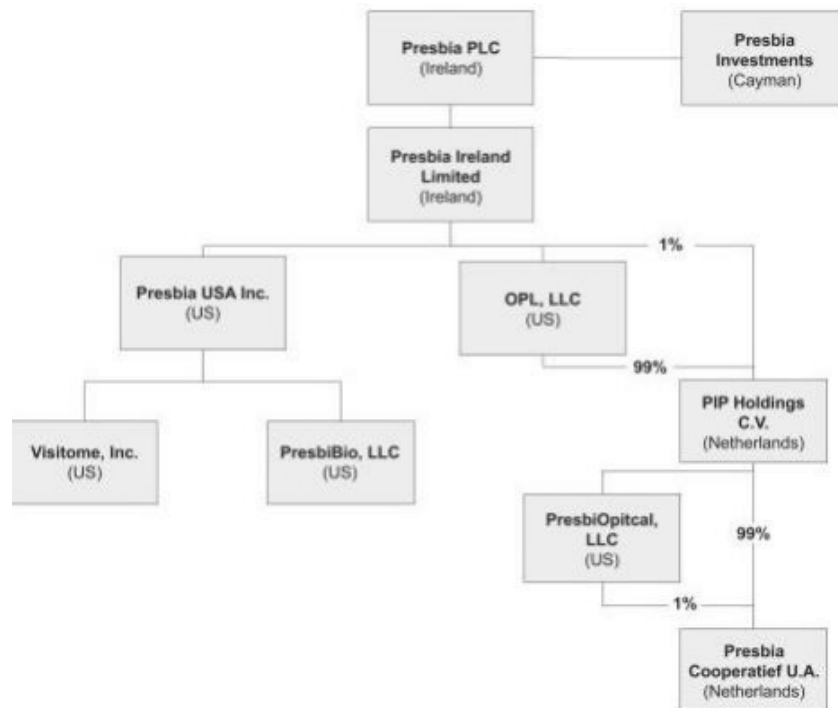 Presbia PLC
(Ireland)
Presbia
Investments
(Cayman)
Presbia Ireland
Limited
(Ireland)
1%
Presbia USA Inc.
(US)
OPL, LLC
(US)
99%
PIP Holdings
C.V.
(Netherlands)
Visitome, Inc.
(US)
PresbiBio, LLC
(US)
PresbiOpitcal,
LLC
(US)
99%
1%
Presbia
Cooperatief U.A.
(Netherlands)